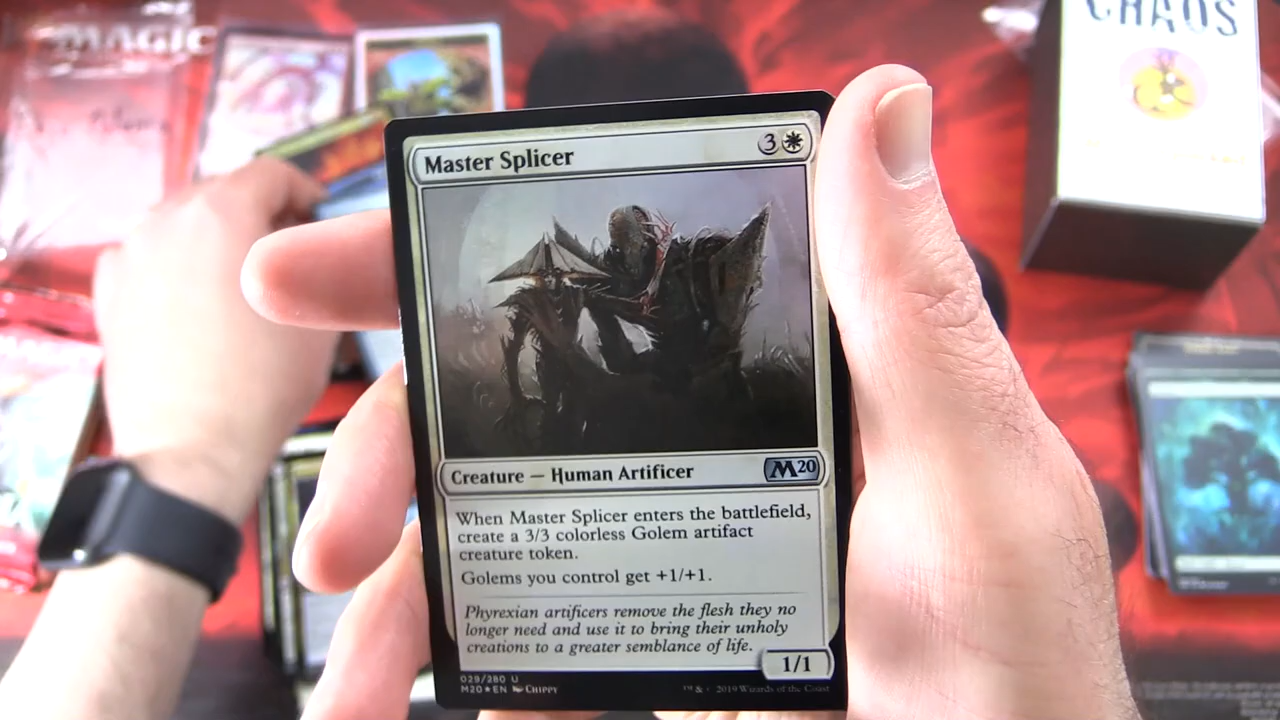 MAGIC
CHAOS
Master Splicer
3
Creature — Human Artificer
M20
When Master Splicer enters the battlefield,
create a 3/3 colorless Golem artifact
creature token.
Golems you control get +1/+1.
Phyrexian artificers remove the flesh they no
longer need and use it to bring their unholy
creations to a greater semblance of life.
1/1
029/280 U
M20 ★ EN Chippy
™ & © 2019 Wizards of the Coast